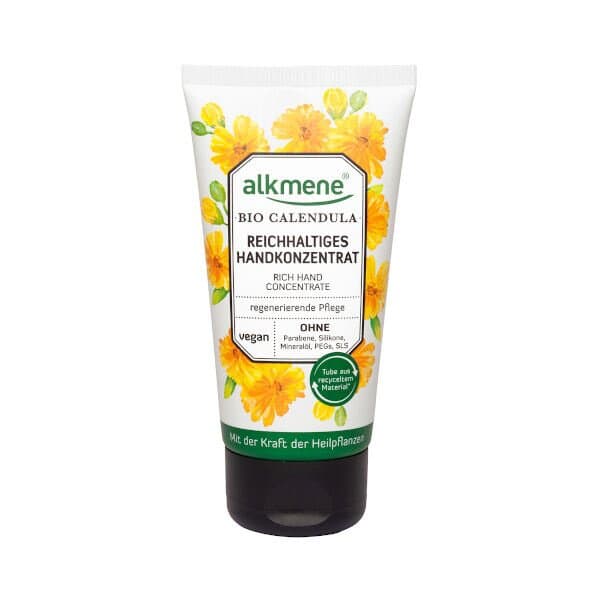 alkmene®
· BIO CALENDULA ·
REICHHALTIGES
HANDKONZENTRAT
RICH HAND
CONCENTRATE
regenerierende Pflege
vegan
OHNE
Parabene, Silikone,
Mineralöl, PEGs, SLS
Tube aus
recyceltem
Material*
Mit der Kraft der Heilpflanzen